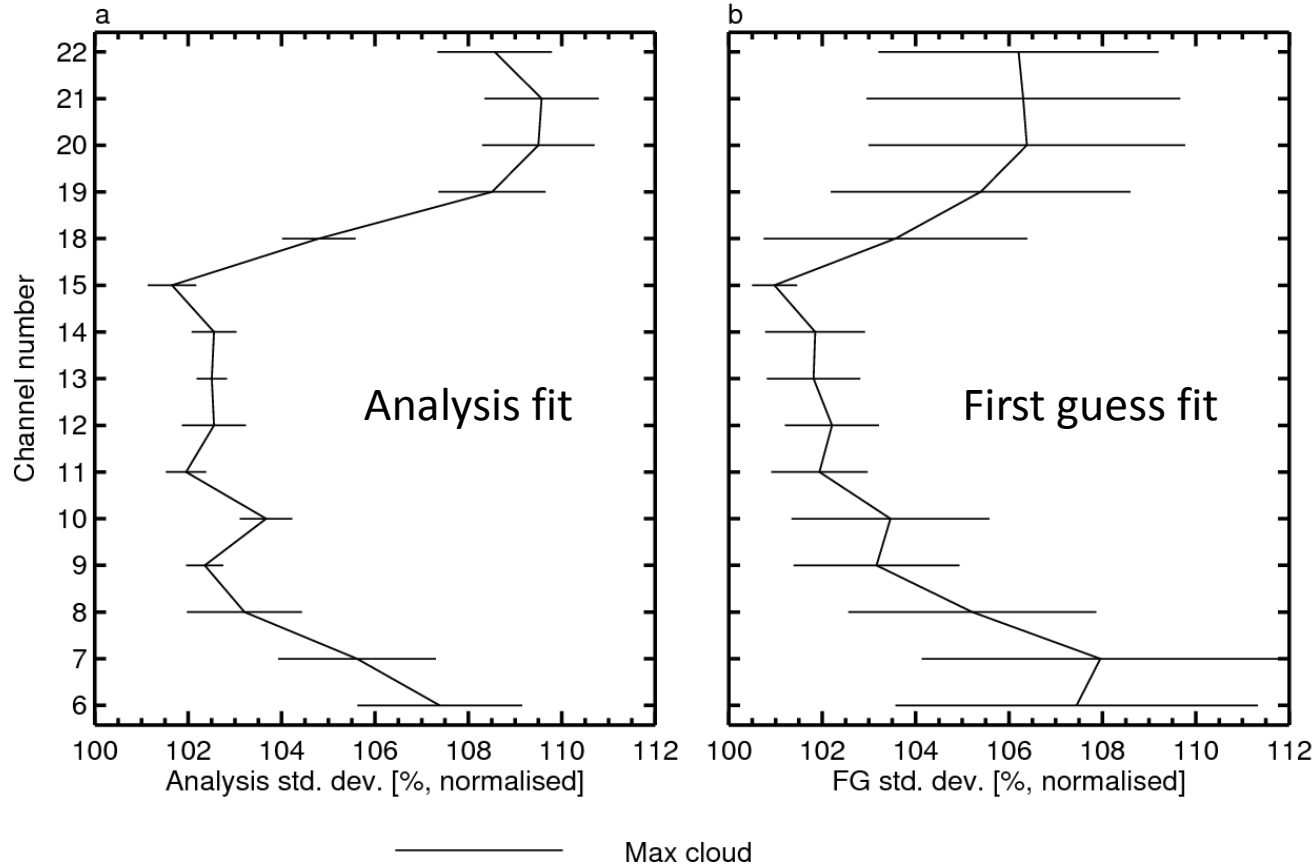 a
b
22
21
20
19
18
15
14
13
12
11
10
9
8
7
6
Channel number
Analysis fit
First guess fit
100 102 104 106 108 110 112
100 102 104 106 108 110 112
Analysis std. dev. [%, normalised]
FG std. dev. [%, normalised]
Max cloud